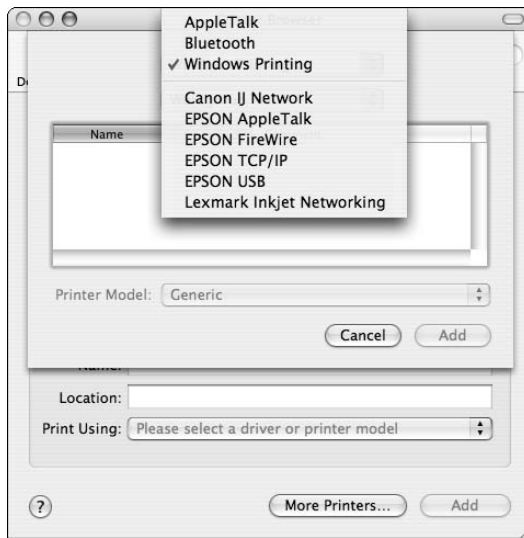 AppleTalk
Bluetooth
✓ Windows Printing
Canon IJ Network
EPSON AppleTalk
EPSON FireWire
EPSON TCP/IP
EPSON USB
Lexmark Inkjet Networking
Name
Printer Model: Generic
Cancel Add
Name:
Location:
Print Using: Please select a driver or printer model
? More Printers... Add